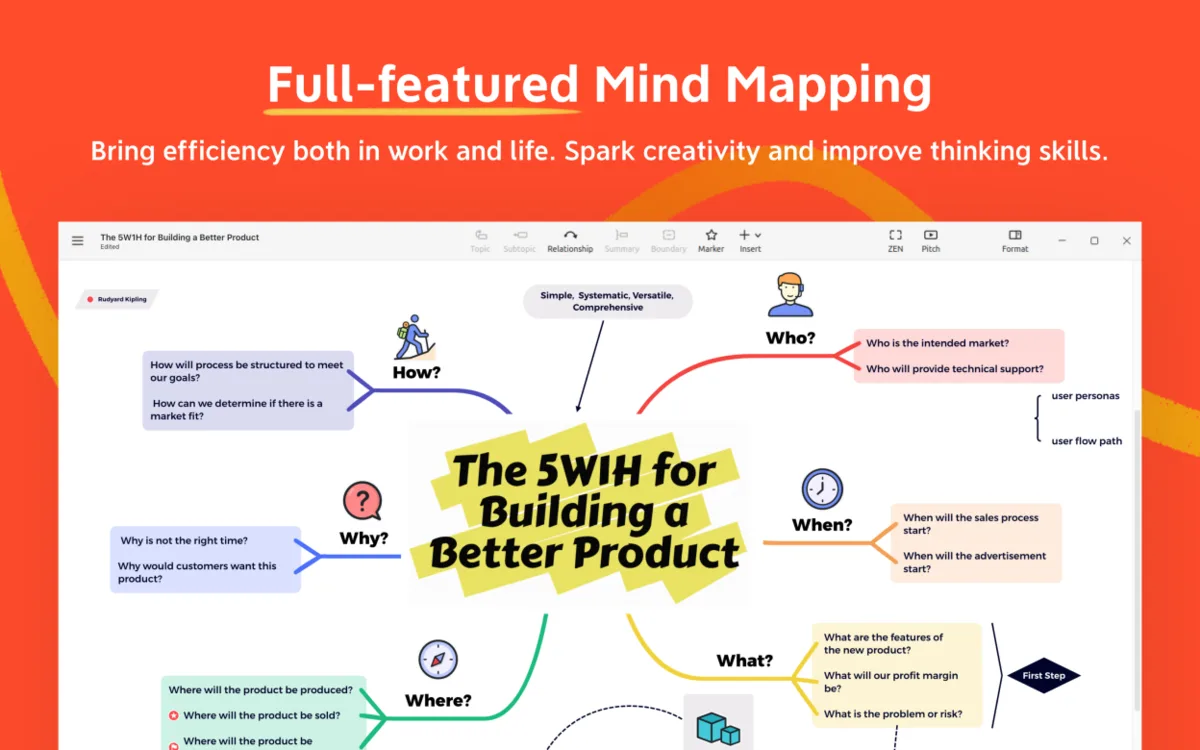 Full-featured Mind Mapping
Bring efficiency both in work and life. Spark creativity and improve thinking skills.
The 5W1H for Building a Better Product
Edited
Topic
Subtopic
Relationship
Summary
Boundary
Marker
Insert
ZEN
Pitch
Format
Rudyard Kipling
Simple, Systematic, Versatile,
Comprehensive
How?
How will process be structured to meet
our goals?
How can we determine if there is a
market fit?
Who?
Who is the intended market?
Who will provide technical support?
user personas
user flow path
The 5W1H for
Building a
Better Product
Why?
Why is not the right time?
Why would customers want this
product?
When?
When will the sales process
start?
When will the advertisement
start?
Where?
Where will the product be produced?
Where will the product be sold?
Where will the product be
What?
What are the features of
the new product?
What will our profit margin
be?
What is the problem or risk?
First Step